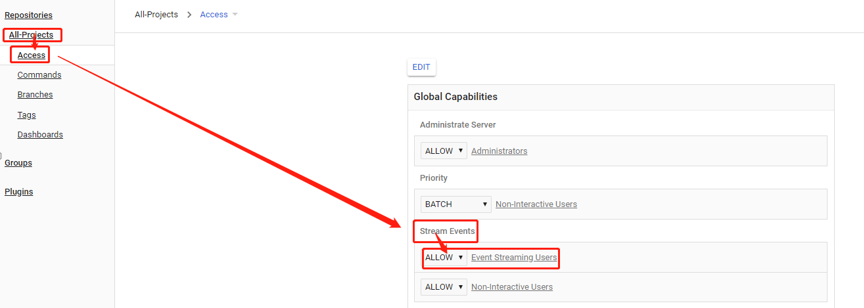 Repositories
All-Projects
Access
Commands
Branches
Tags
Dashboards
Groups
Plugins
All-Projects > Access
EDIT
Global Capabilities
Administrate Server
ALLOW Administrators
Priority
BATCH Non-Interactive Users
Stream Events
ALLOW Event Streaming Users
ALLOW Non-Interactive Users